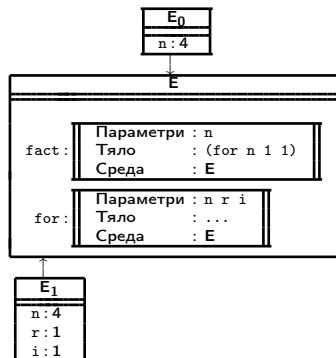 E₀
n : 4
E
fact :
Параметри : n
Тяло : (for n 1 1)
Среда : E
for :
Параметри : n r i
Тяло : ...
Среда : E
E₁
n : 4
r : 1
i : 1